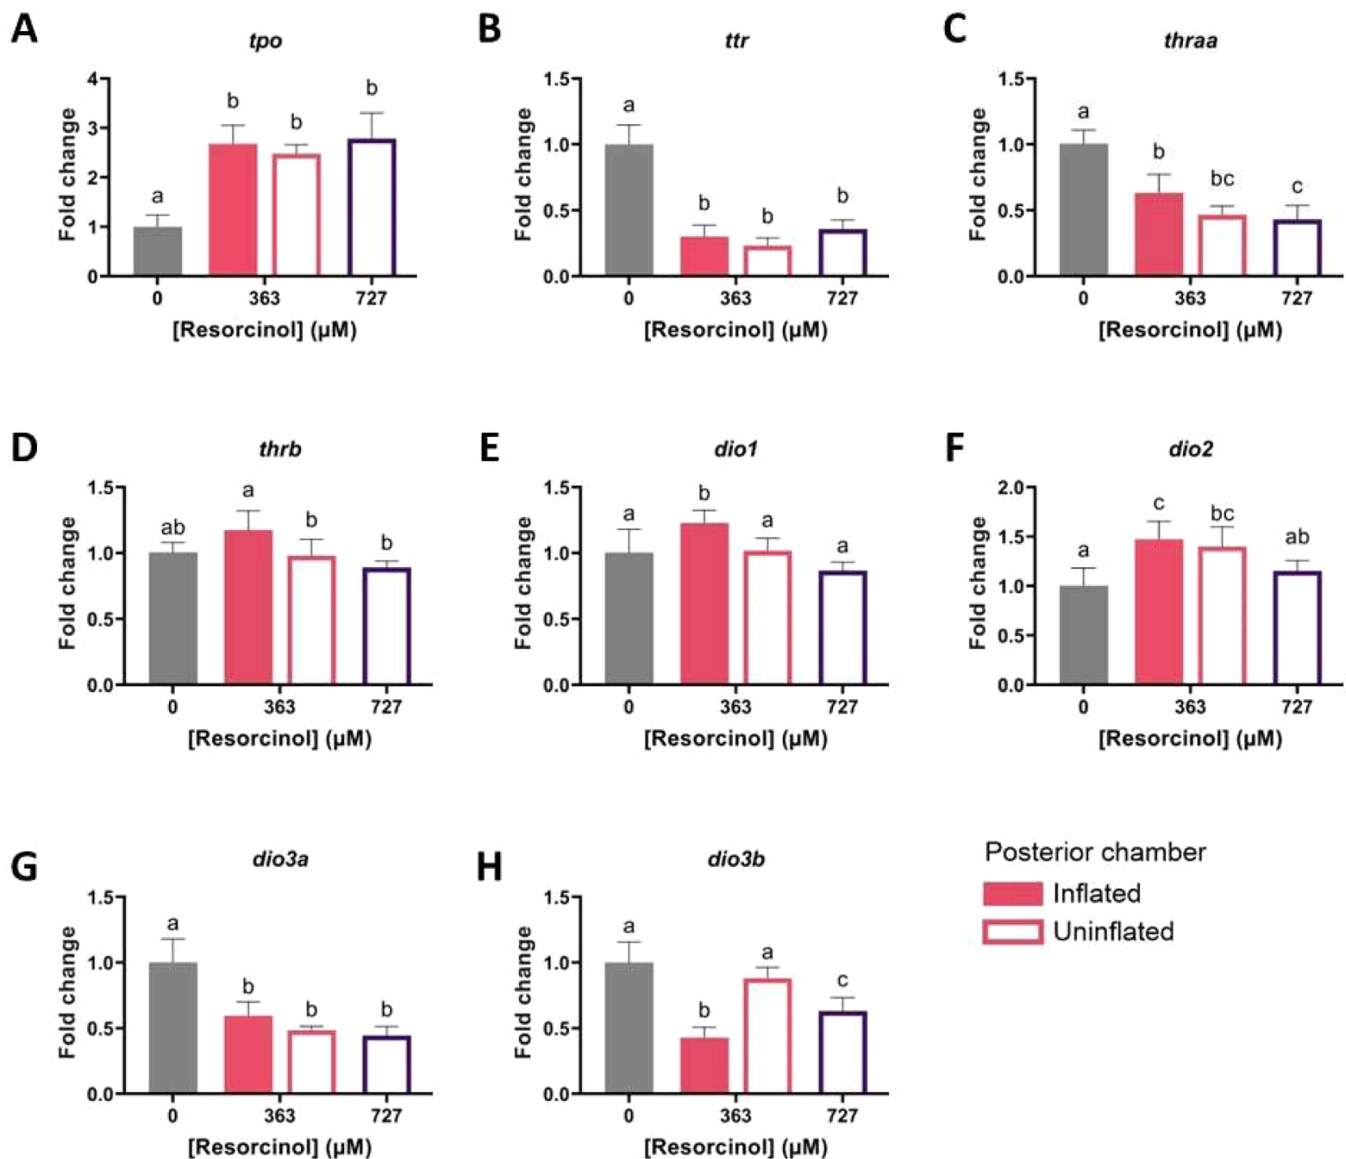 A
tpo
Fold change
4
3
2
1
0
a
b
b
b
0
363
727
[Resorcinol] (µM)
B
ttr
Fold change
1.5
1.0
0.5
0.0
a
b
b
b
0
363
727
[Resorcinol] (µM)
C
thraa
Fold change
1.5
1.0
0.5
0.0
a
b
bc
c
0
363
727
[Resorcinol] (µM)
D
thrb
Fold change
1.5
1.0
0.5
0.0
ab
a
b
b
0
363
727
[Resorcinol] (µM)
E
dio1
Fold change
1.5
1.0
0.5
0.0
a
b
a
a
0
363
727
[Resorcinol] (µM)
F
dio2
Fold change
2.0
1.5
1.0
0.5
0.0
a
c
bc
ab
0
363
727
[Resorcinol] (µM)
G
dio3a
Fold change
1.5
1.0
0.5
0.0
a
b
b
b
0
363
727
[Resorcinol] (µM)
H
dio3b
Fold change
1.5
1.0
0.5
0.0
a
b
a
c
0
363
727
[Resorcinol] (µM)
Posterior chamber
Inflated
Uninflated